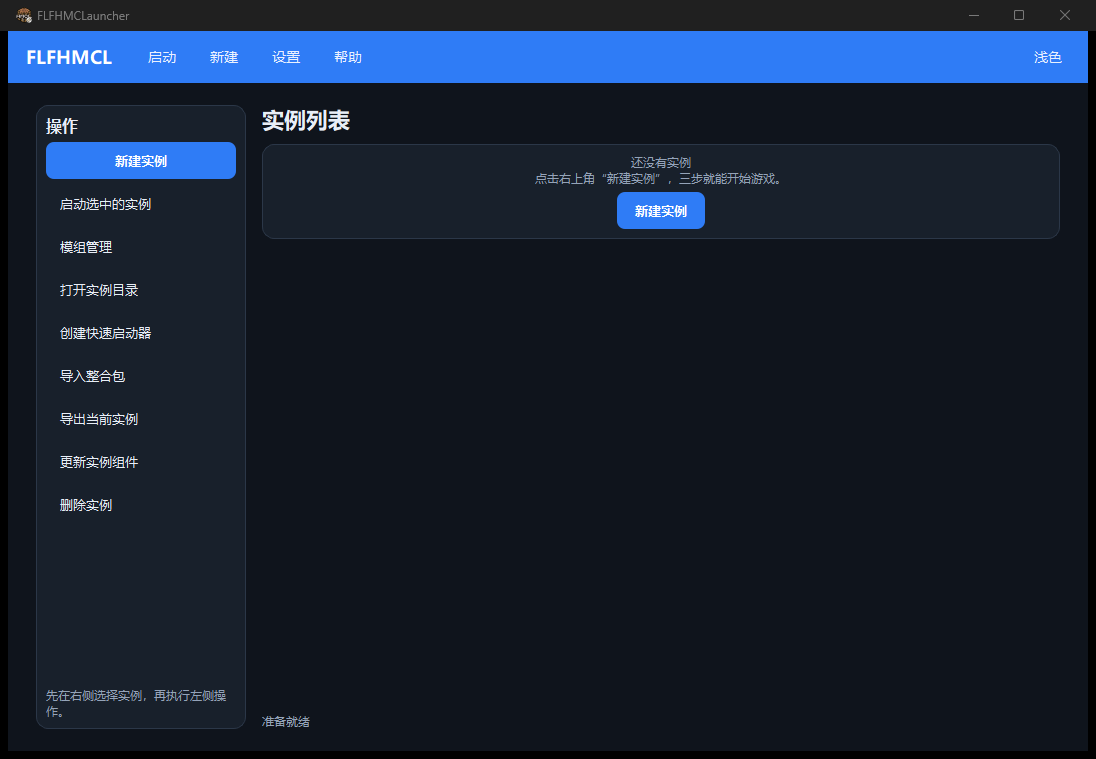 FLFHMCLauncher
FLFHMCL 启动 新建 设置 帮助 浅色
操作
新建实例
启动选中的实例
模组管理
打开实例目录
创建快速启动器
导入整合包
导出当前实例
更新实例组件
删除实例
先在右侧选择实例，再执行左侧操
作。
实例列表
还没有实例
点击右上角“新建实例”，三步就能开始游戏。
新建实例
准备就绪